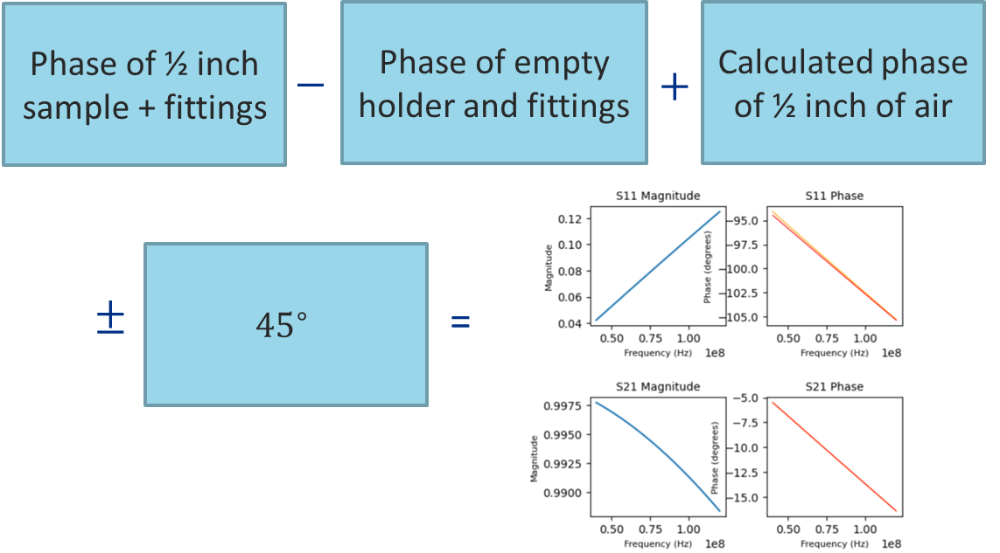 Phase of ½ inch
sample + fittings
−
Phase of empty
holder and fittings
+
Calculated phase
of ½ inch of air
±
45°
=
S11 Magnitude
0.12
0.10
0.08
0.06
0.04
Magnitude
0.50 0.75 1.00
Frequency (Hz) 1e8
S11 Phase
−95.0
−97.5
−100.0
−102.5
−105.0
Phase (degrees)
0.50 0.75 1.00
Frequency (Hz) 1e8
S21 Magnitude
0.9975
0.9950
0.9925
0.9900
Magnitude
0.50 0.75 1.00
Frequency (Hz) 1e8
S21 Phase
−5.0
−7.5
−10.0
−12.5
−15.0
Phase (degrees)
0.50 0.75 1.00
Frequency (Hz) 1e8